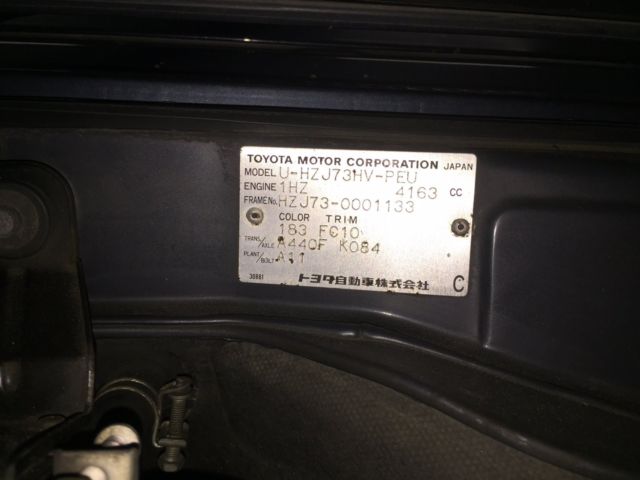 TOYOTA MOTOR CORPORATION JAPAN
MODEL U-HZJ73HV-PEU
ENGINE 1HZ 4163 CC
FRAME No. HZJ73-0001133
COLOR TRIM
183 FC10
TRANS./AXLE A440F K084
PLANT/BOLT A11
30881 トヨタ自動車株式会社 C